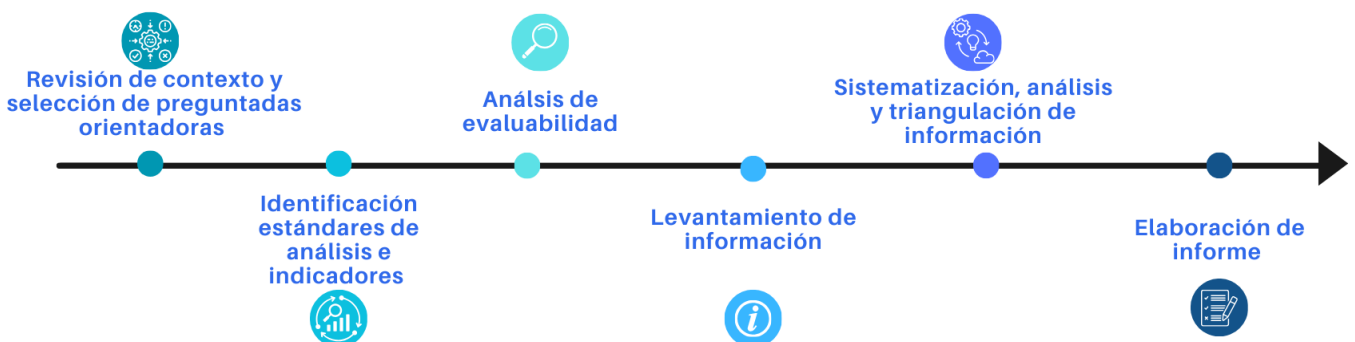 Revisión de contexto y
selección de preguntadas
orientadoras
Identificación
estándares de
análisis e
indicadores
Análsis de
evaluabilidad
Levantamiento de
información
Sistematización, análisis
y triangulación de
información
Elaboración de
informe